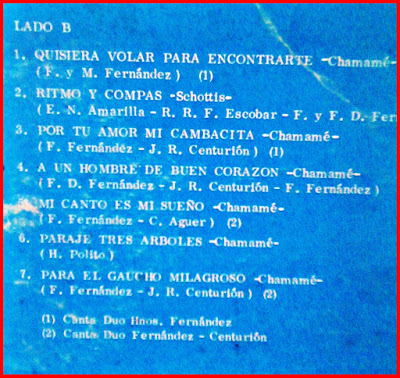 LADO B
1. QUISIERA VOLAR PARA ENCONTRARTE -Chamamé-
( F. y M. Fernández ) (1)
2. RITMO Y COMPAS -Schottis-
( E. N. Amarilla - R. R. F. Escobar - F. y F. D. Fer
3. POR TU AMOR MI CAMBACITA -Chamamé-
( F. Fernández - J. R. Centurión ) (1)
4. A UN HOMBRE DE BUEN CORAZON -Chamamé-
( F. D. Fernández - J. R. Centurión - F. Fernández )
MI CANTO ES MI SUEÑO -Chamamé-
( F. Fernández - C. Aguer ) (2)
6. PARAJE TRES ARBOLES -Chamamé-
( H. Polito )
7. PARA EL GAUCHO MILAGROSO -Chamamé-
( F. Fernández - J. R. Centurión ) (2)
(1) Canta Duo Hnos. Fernández
(2) Canta Duo Fernández - Centurión